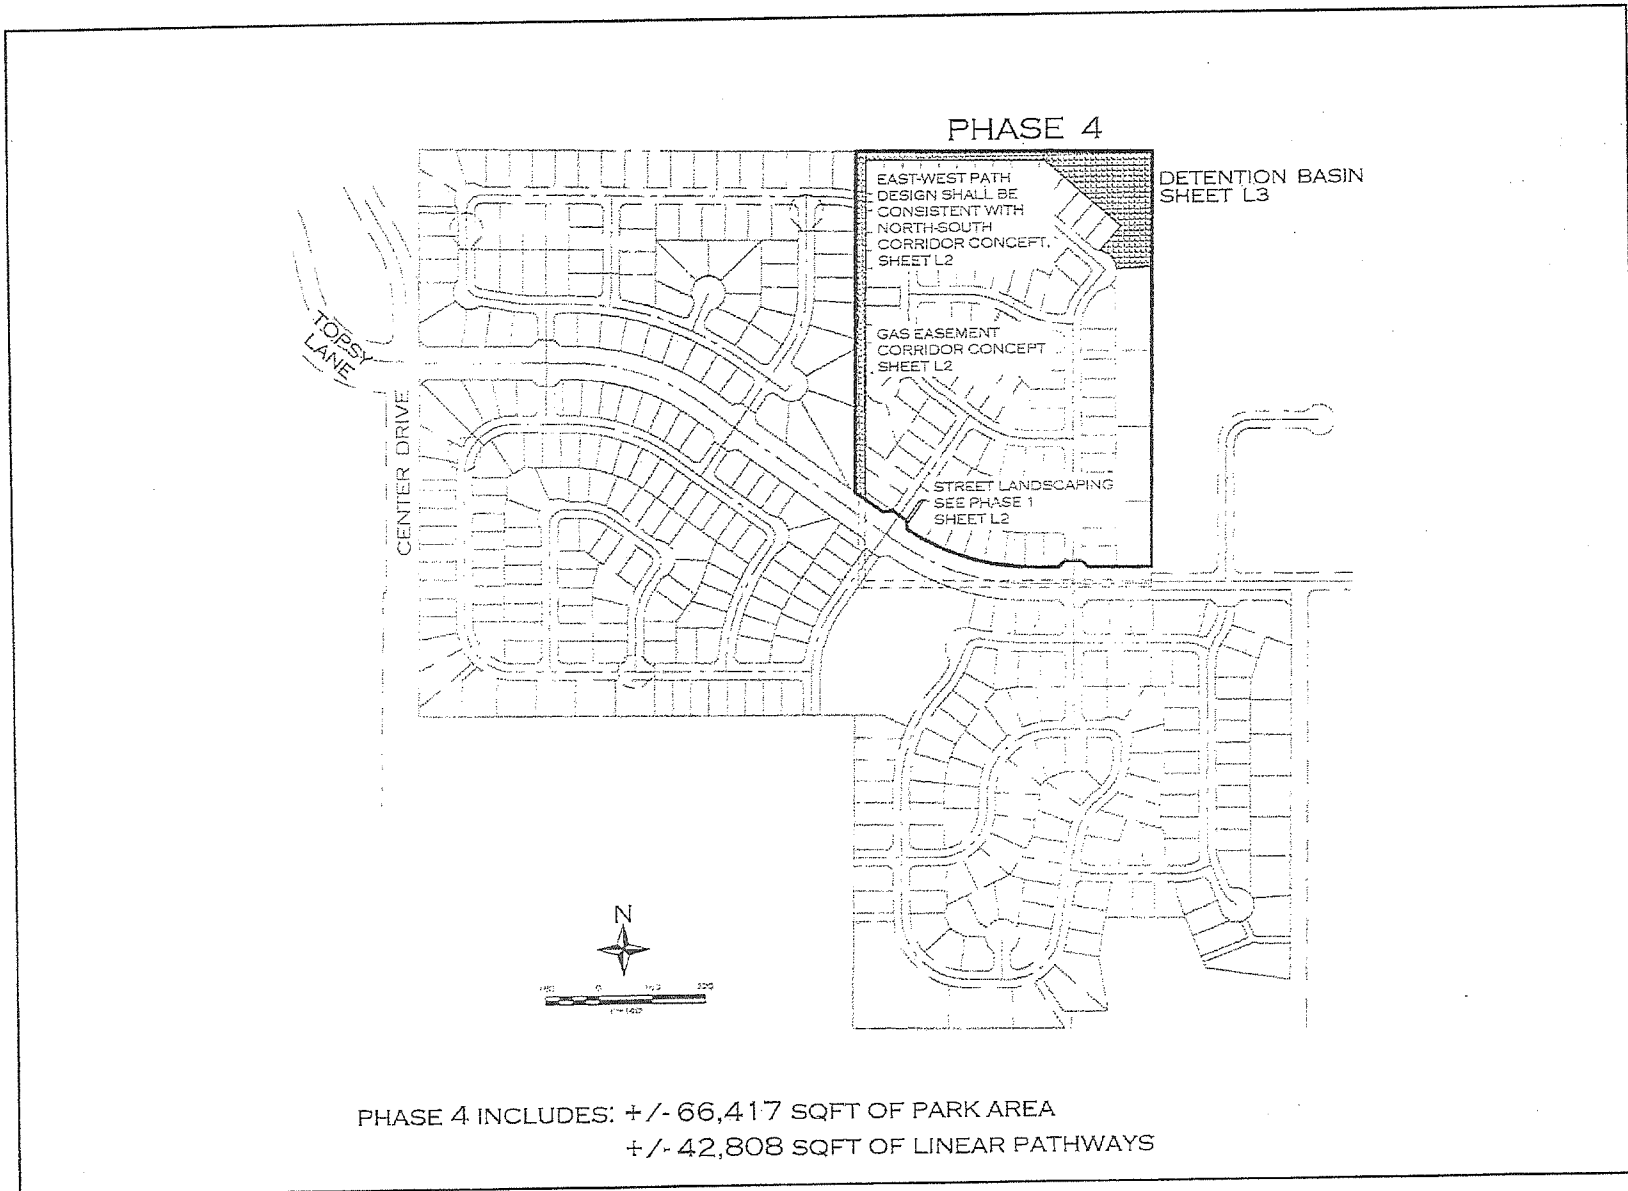 PHASE 4
EAST-WEST PATH
DESIGN SHALL BE
CONSISTENT WITH
NORTH-SOUTH
CORRIDOR CONCEPT,
SHEET L2
DETENTION BASIN
SHEET L3
GAS EASEMENT
CORRIDOR CONCEPT
SHEET L2
TOPSY
LANE
CENTER DRIVE
STREET LANDSCAPING
SEE PHASE 1
SHEET L2
N
0
PHASE 4 INCLUDES: +/- 66,417 SQFT OF PARK AREA
+/- 42,808 SQFT OF LINEAR PATHWAYS